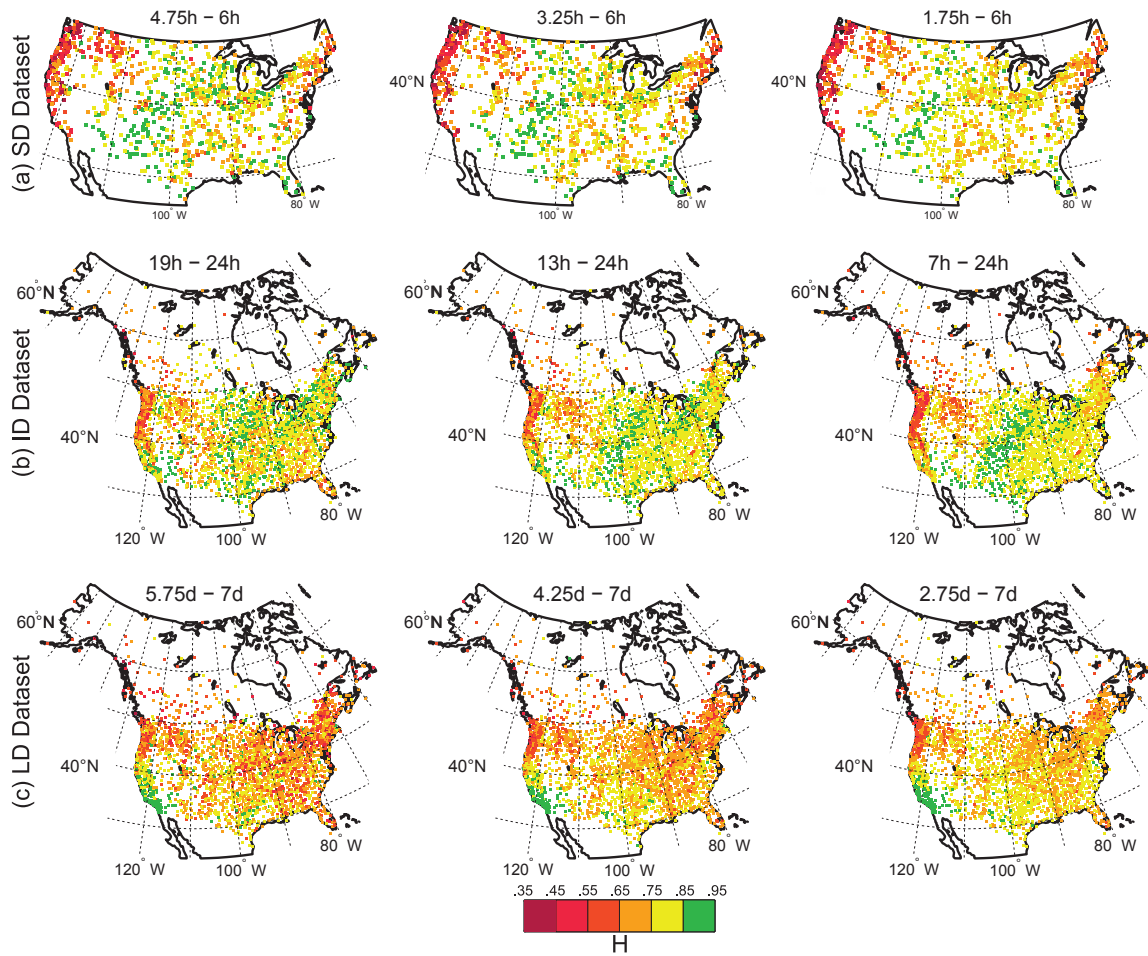 4.75h − 6h
3.25h − 6h
1.75h − 6h
(a) SD Dataset
40°N
40°N
40°N
100° W
80° W
100° W
80° W
100° W
80° W
19h − 24h
13h − 24h
7h − 24h
(b) ID Dataset
60°N
60°N
60°N
40°N
40°N
40°N
120° W
100° W
80° W
120° W
100° W
80° W
120° W
100° W
80° W
5.75d − 7d
4.25d − 7d
2.75d − 7d
(c) LD Dataset
60°N
60°N
60°N
40°N
40°N
40°N
120° W
100° W
80° W
120° W
100° W
80° W
120° W
100° W
80° W
.35 .45 .55 .65 .75 .85 .95
H